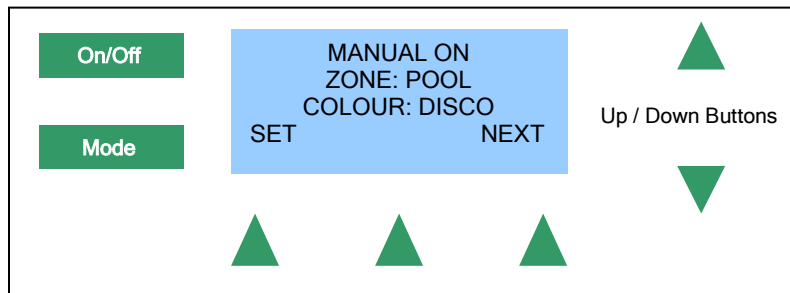 On/Off
Mode
MANUAL ON
ZONE: POOL
COLOUR: DISCO
SET NEXT
Up / Down Buttons